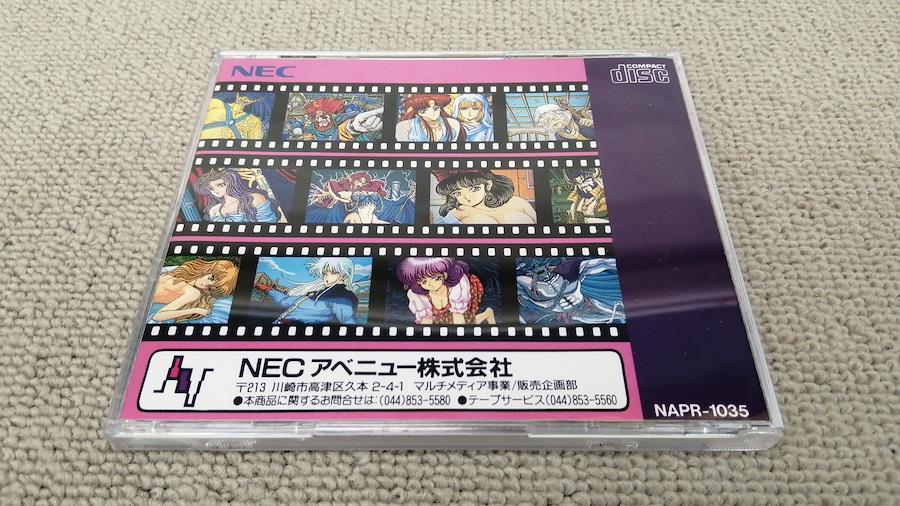 NEC
COMPACT
disc
NEC アベニュー株式会社
〒213 川崎市高津区久本 2-4-1 マルチメディア事業/販売企画部
●本商品に関するお問合せは:(044)853-5580 ●テープサービス(044)853-5560
NAPR-1035